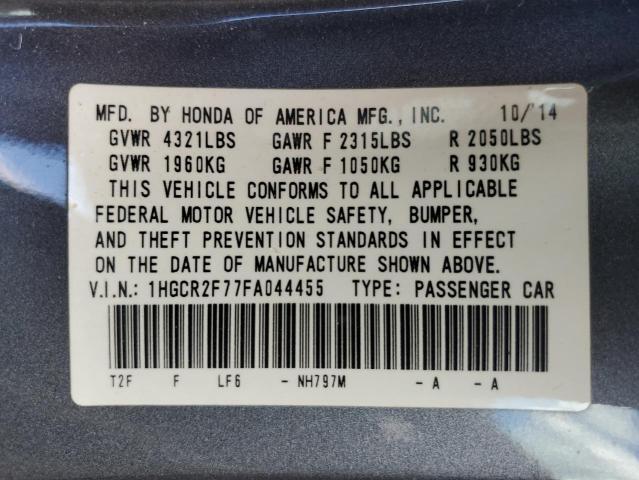 MFD. BY HONDA OF AMERICA MFG., INC. 10/'14
GVWR 4321LBS GAWR F 2315LBS R 2050LBS
GVWR 1960KG GAWR F 1050KG R 930KG
THIS VEHICLE CONFORMS TO ALL APPLICABLE
FEDERAL MOTOR VEHICLE SAFETY, BUMPER,
AND THEFT PREVENTION STANDARDS IN EFFECT
ON THE DATE OF MANUFACTURE SHOWN ABOVE.
V.I.N.: 1HGCR2F77FA044455 TYPE: PASSENGER CAR
T2F F LF6 - NH797M - A - A